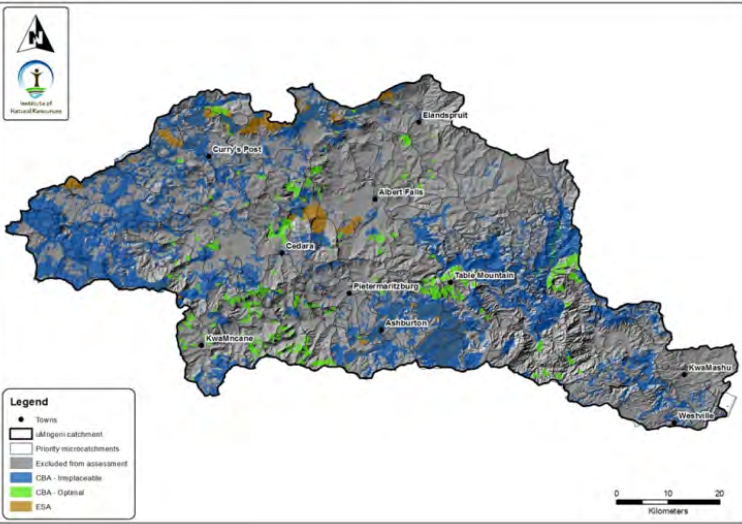 N
Institute of
Natural Resources
Elandspruit
Curry's Post
Albert Falls
Cedara
Table Mountain
Pietermaritzburg
Ashburton
KwaMncane
KwaMashu
Westville
Legend
Towns
uMngeni catchment
Priority microcatchments
Excluded from assessment
CBA - Irreplaceable
CBA - Optimal
ESA
0 10 20
Kilometers